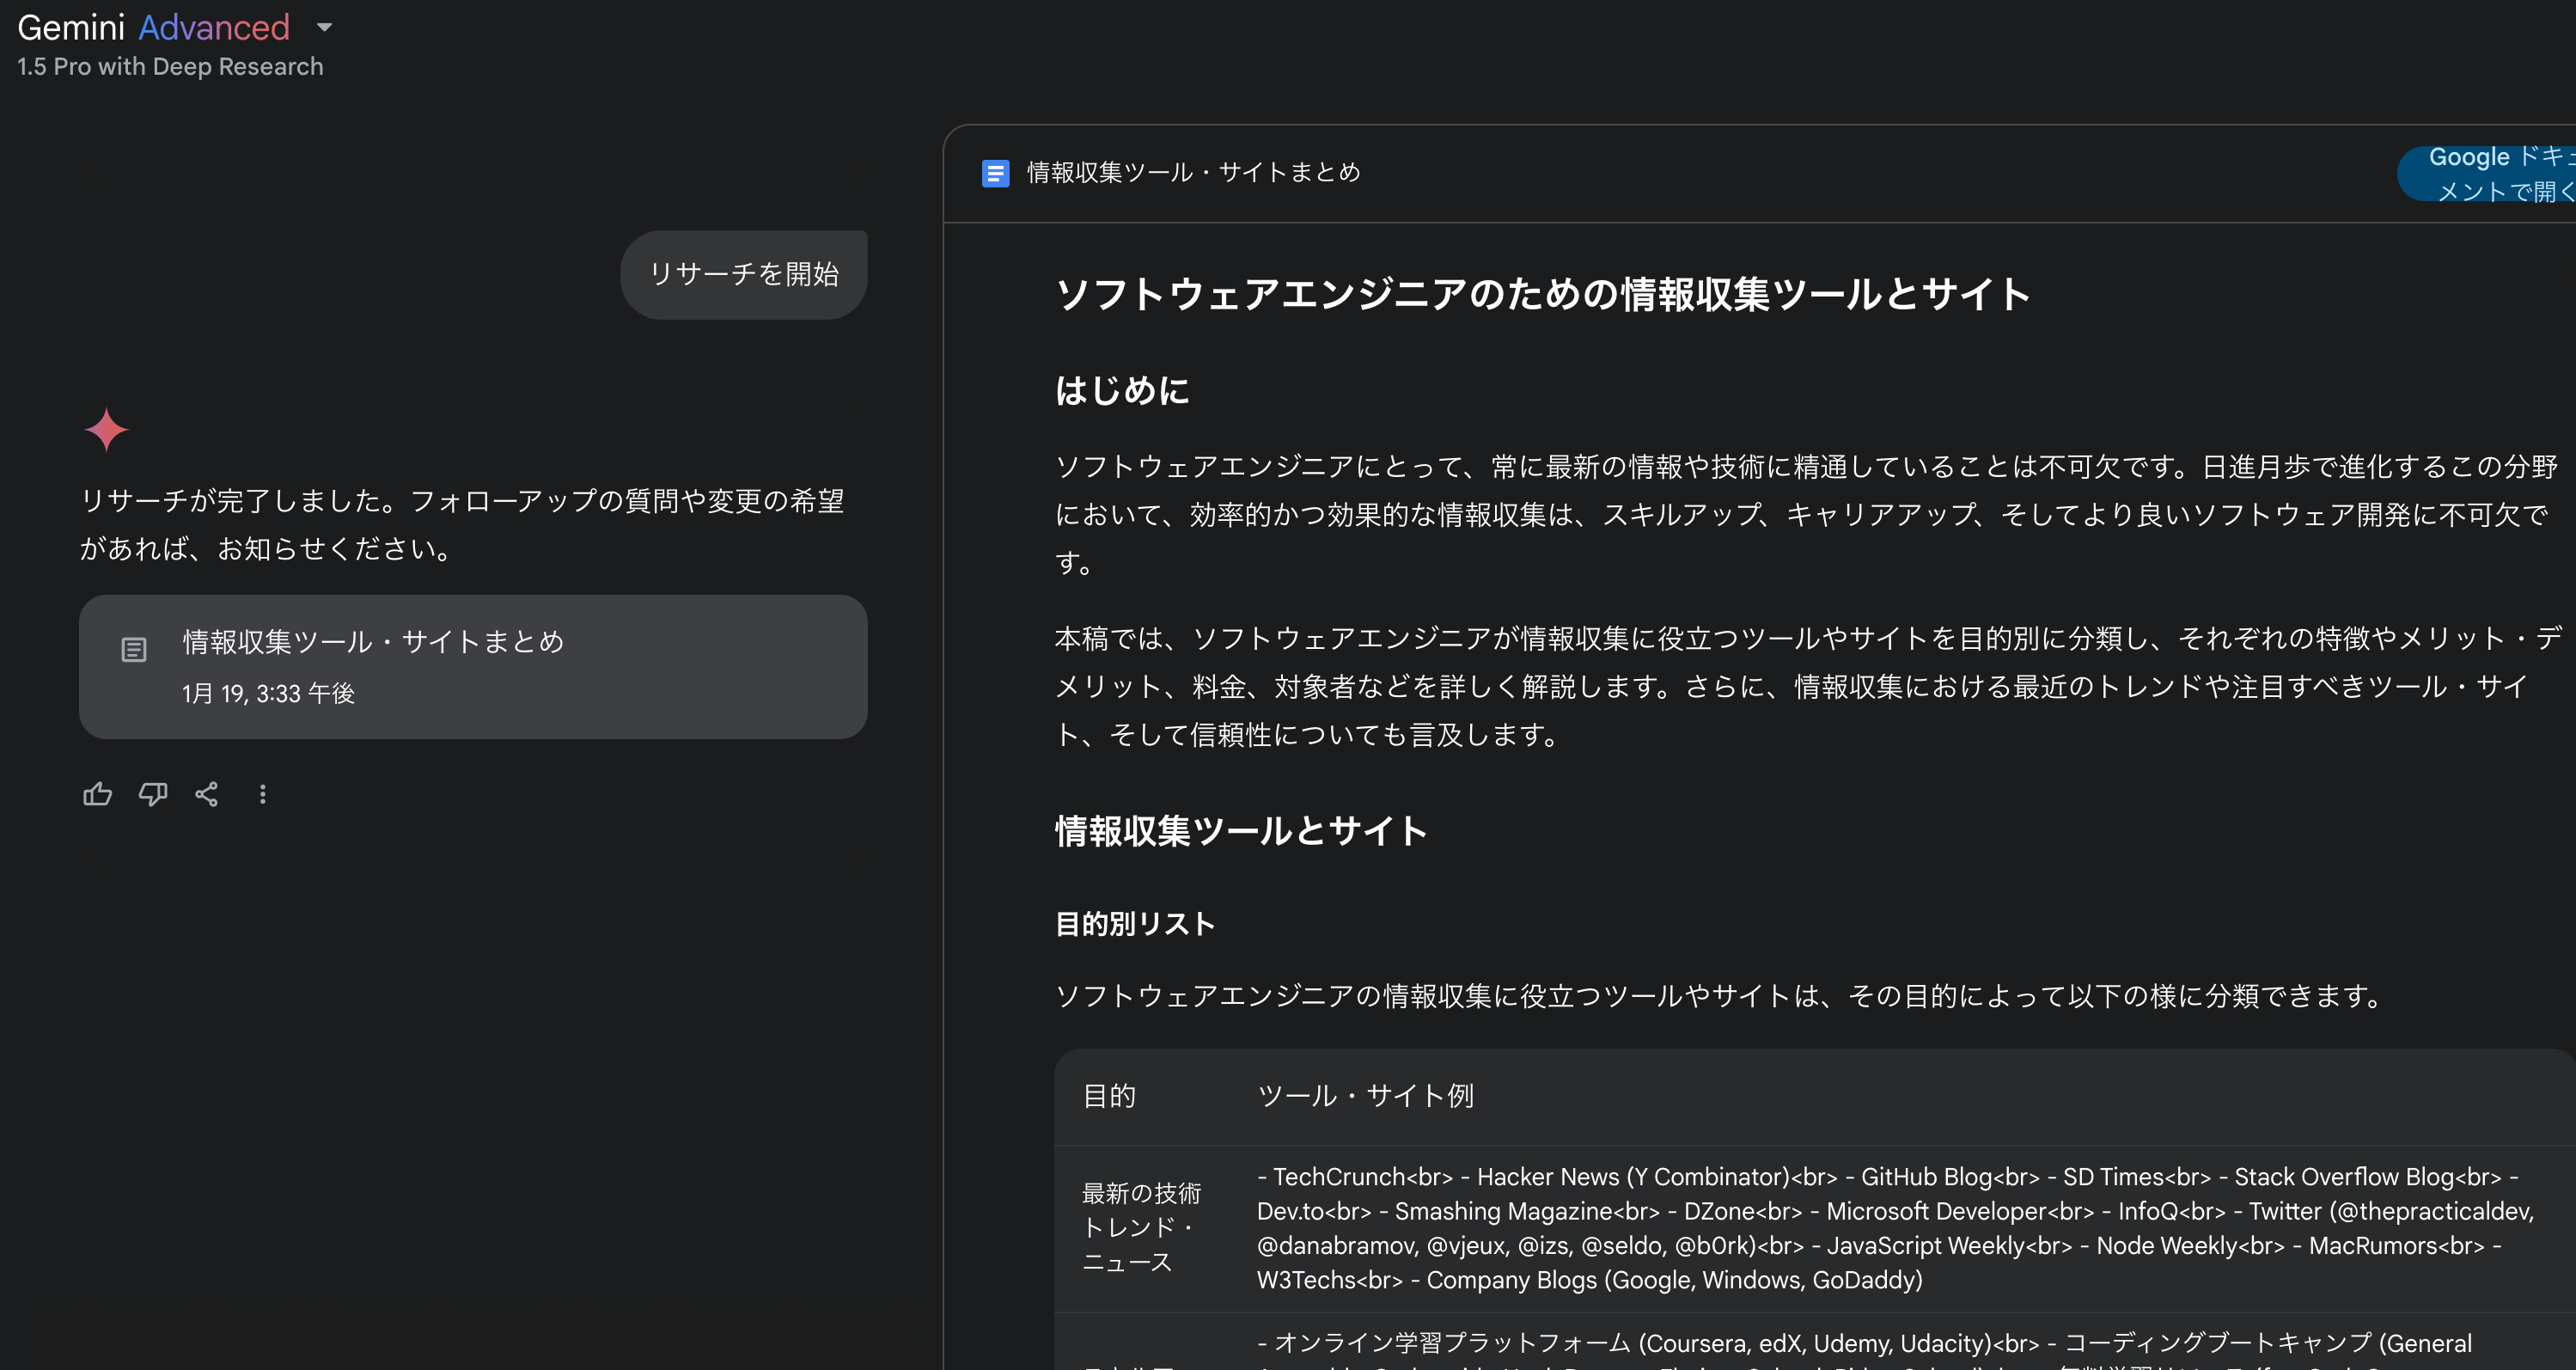 Gemini Advanced
1.5 Pro with Deep Research
リサーチを開始
リサーチが完了しました。フォローアップの質問や変更の希望
があれば、お知らせください。
情報収集ツール・サイトまとめ
1月 19, 3:33 午後
情報収集ツール・サイトまとめ
Google ドキュ
メントで開く
ソフトウェアエンジニアのための情報収集ツールとサイト
はじめに
ソフトウェアエンジニアにとって、常に最新の情報や技術に精通していることは不可欠です。日進月歩で進化するこの分野
において、効率的かつ効果的な情報収集は、スキルアップ、キャリアアップ、そしてより良いソフトウェア開発に不可欠で
す。
本稿では、ソフトウェアエンジニアが情報収集に役立つツールやサイトを目的別に分類し、それぞれの特徴やメリット・デ
メリット、料金、対象者などを詳しく解説します。さらに、情報収集における最近のトレンドや注目すべきツール・サイ
ト、そして信頼性についても言及します。
情報収集ツールとサイト
目的別リスト
ソフトウェアエンジニアの情報収集に役立つツールやサイトは、その目的によって以下の様に分類できます。
目的 ツール・サイト例
最新の技術
トレンド・
ニュース
- TechCrunch<br> - Hacker News (Y Combinator)<br> - GitHub Blog<br> - SD Times<br> - Stack Overflow Blog<br> -
Dev.to<br> - Smashing Magazine<br> - DZone<br> - Microsoft Developer<br> - InfoQ<br> - Twitter (@thepracticaldev,
@danabramov, @vjeux, @izs, @seldo, @b0rk)<br> - JavaScript Weekly<br> - Node Weekly<br> - MacRumors<br> -
W3Techs<br> - Company Blogs (Google, Windows, GoDaddy)
- オンライン学習プラットフォーム (Coursera, edX, Udemy, Udacity)<br> - コーディングブートキャンプ (General